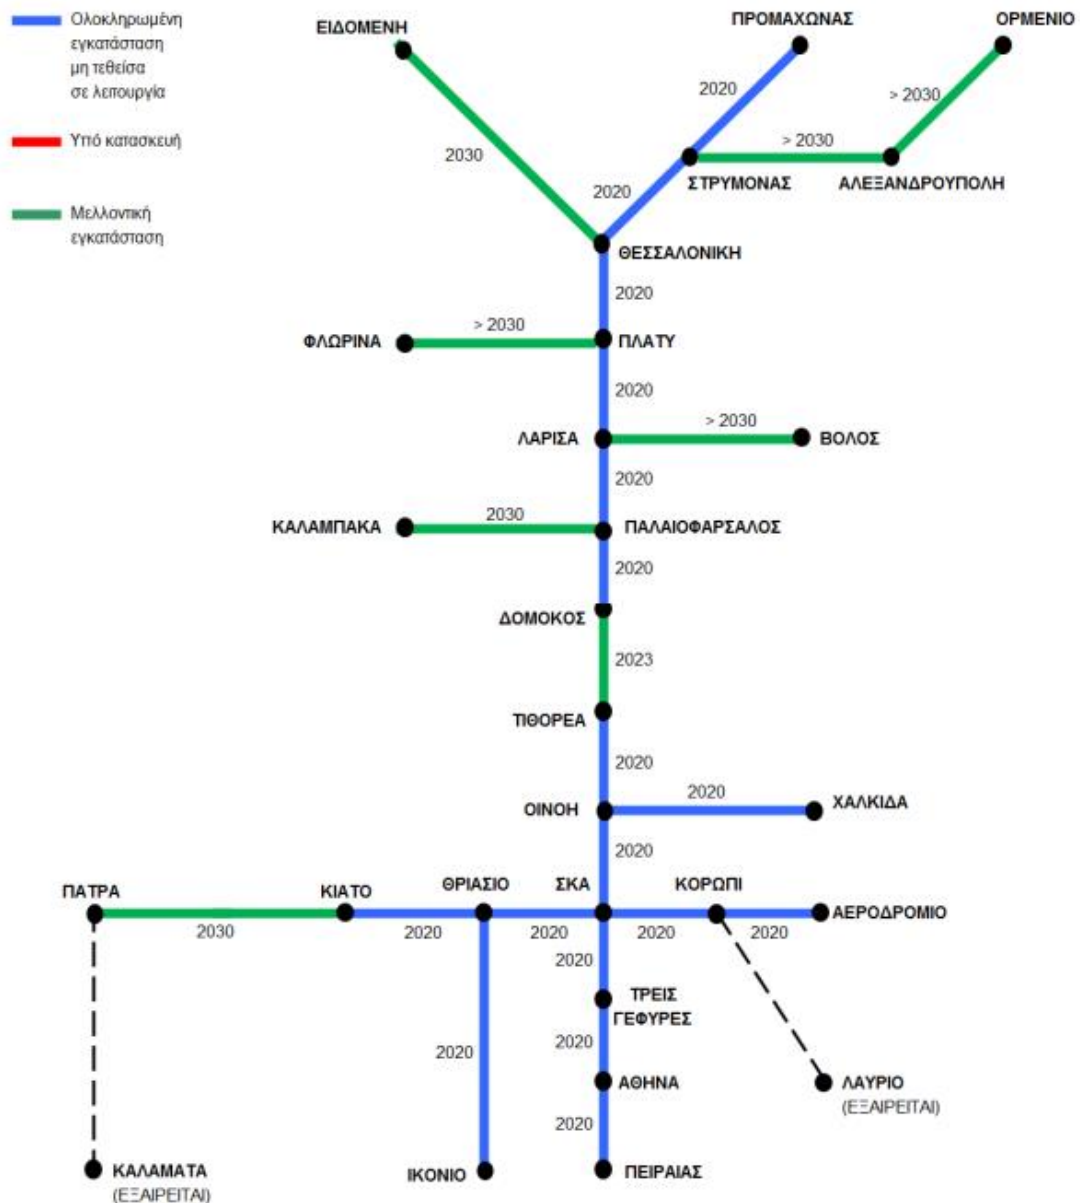 Ολοκληρωμένη
εγκατάσταση
μη τεθείσα
σε λειτουργία
Υπό κατασκευή
Μελλοντική
εγκατάσταση
ΕΙΔΟΜΕΝΗ
ΠΡΟΜΑΧΩΝΑΣ
ΟΡΜΕΝΙΟ
2020
> 2030
2030
> 2030
2020
ΣΤΡΥΜΟΝΑΣ
ΑΛΕΞΑΝΔΡΟΥΠΟΛΗ
ΘΕΣΣΑΛΟΝΙΚΗ
2020
> 2030
ΦΛΩΡΙΝΑ
ΠΛΑΤΥ
2020
> 2030
ΛΑΡΙΣΑ
ΒΟΛΟΣ
2020
2030
ΚΑΛΑΜΠΑΚΑ
ΠΑΛΑΙΟΦΑΡΣΑΛΟΣ
2020
ΔΟΜΟΚΟΣ
2023
ΤΙΘΟΡΕΑ
2020
2020
ΟΙΝΟΗ
ΧΑΛΚΙΔΑ
2020
ΠΑΤΡΑ
ΚΙΑΤΟ
ΘΡΙΑΣΙΟ
ΣΚΑ
ΚΟΡΩΠΙ
ΑΕΡΟΔΡΟΜΙΟ
2030
2020
2020
2020
2020
2020
ΤΡΕΙΣ
ΓΕΦΥΡΕΣ
2020
2020
ΑΘΗΝΑ
ΛΑΥΡΙΟ
(ΕΞΑΙΡΕΙΤΑΙ)
2020
ΚΑΛΑΜΑΤΑ
(ΕΞΑΙΡΕΙΤΑΙ)
ΙΚΟΝΙΟ
ΠΕΙΡΑΙΑΣ